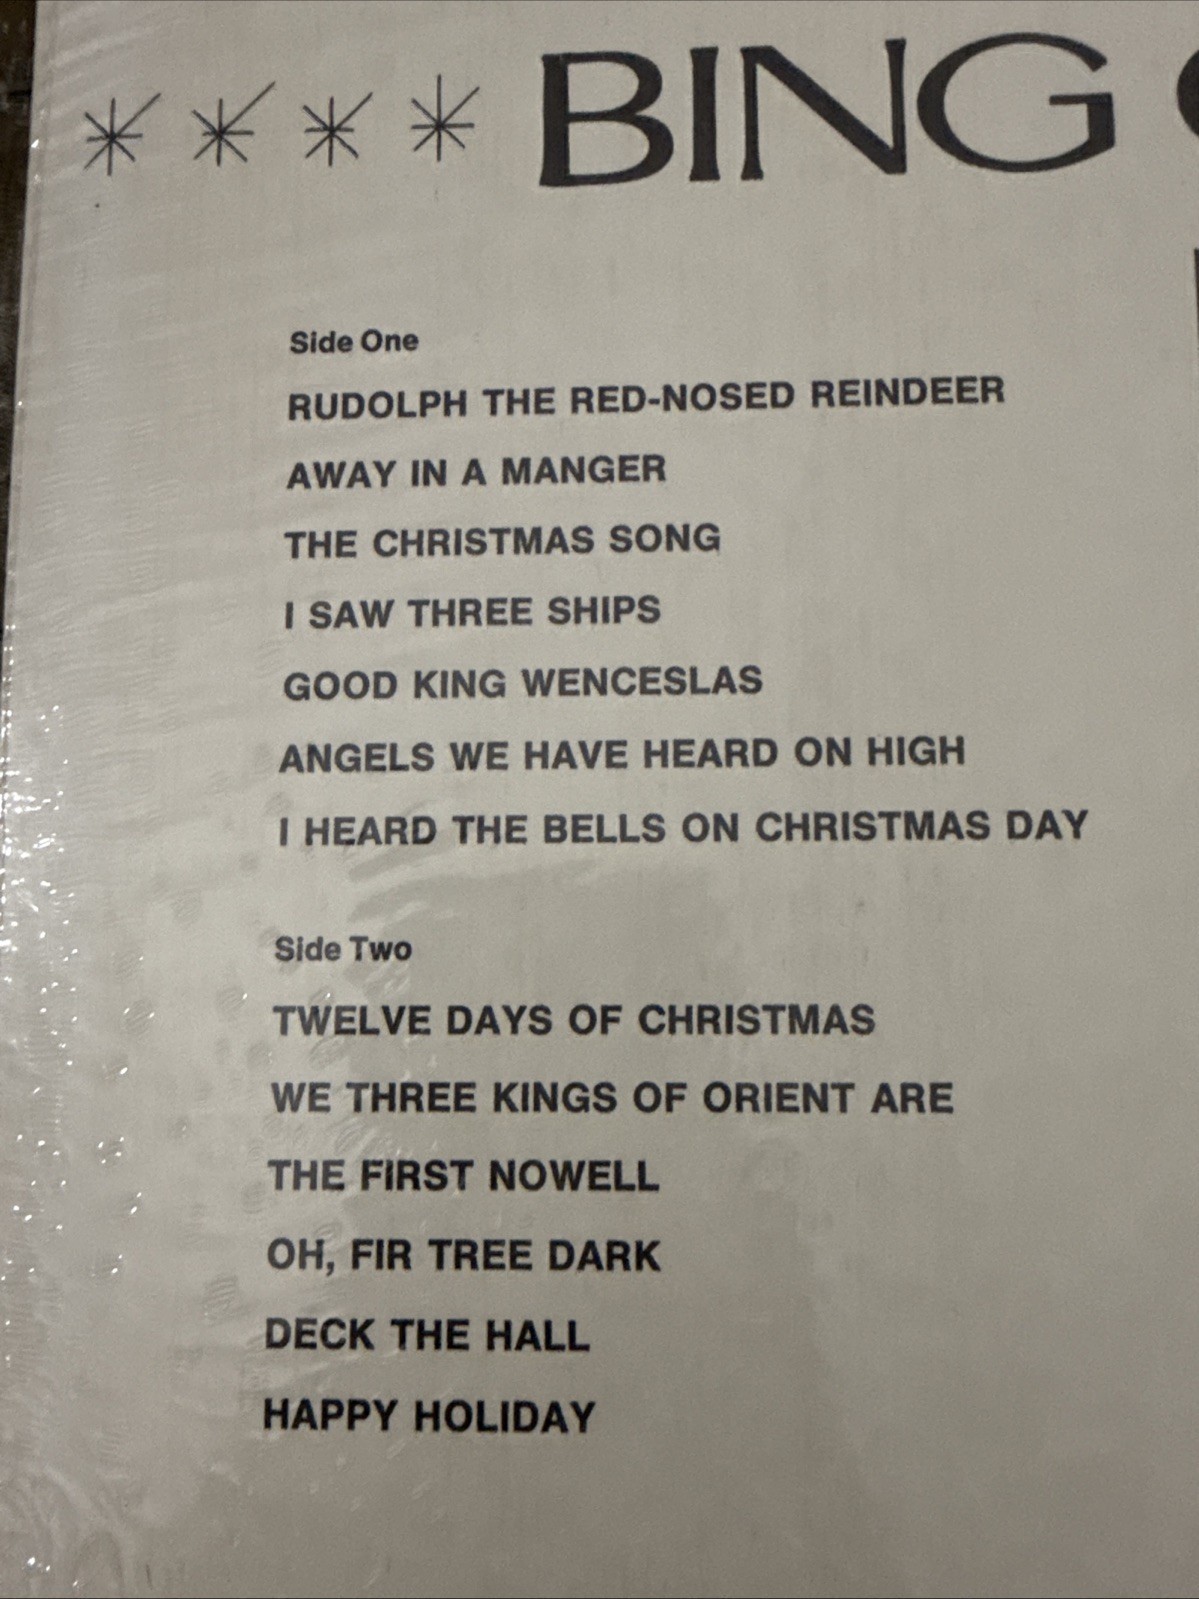 BING
Side One
RUDOLPH THE RED-NOSED REINDEER
AWAY IN A MANGER
THE CHRISTMAS SONG
I SAW THREE SHIPS
GOOD KING WENCESLAS
ANGELS WE HAVE HEARD ON HIGH
I HEARD THE BELLS ON CHRISTMAS DAY
Side Two
TWELVE DAYS OF CHRISTMAS
WE THREE KINGS OF ORIENT ARE
THE FIRST NOWELL
OH, FIR TREE DARK
DECK THE HALL
HAPPY HOLIDAY